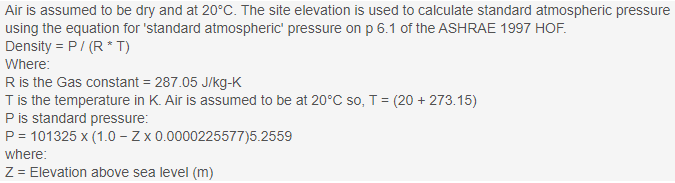 Air is assumed to be dry and at 20°C. The site elevation is used to calculate standard atmospheric pressure
using the equation for 'standard atmospheric' pressure on p 6.1 of the ASHRAE 1997 HOF.
Density = P / (R * T)
Where:
R is the Gas constant = 287.05 J/kg-K
T is the temperature in K. Air is assumed to be at 20°C so, T = (20 + 273.15)
P is standard pressure:
P = 101325 x (1.0 – Z x 0.0000225577)5.2559
where:
Z = Elevation above sea level (m)